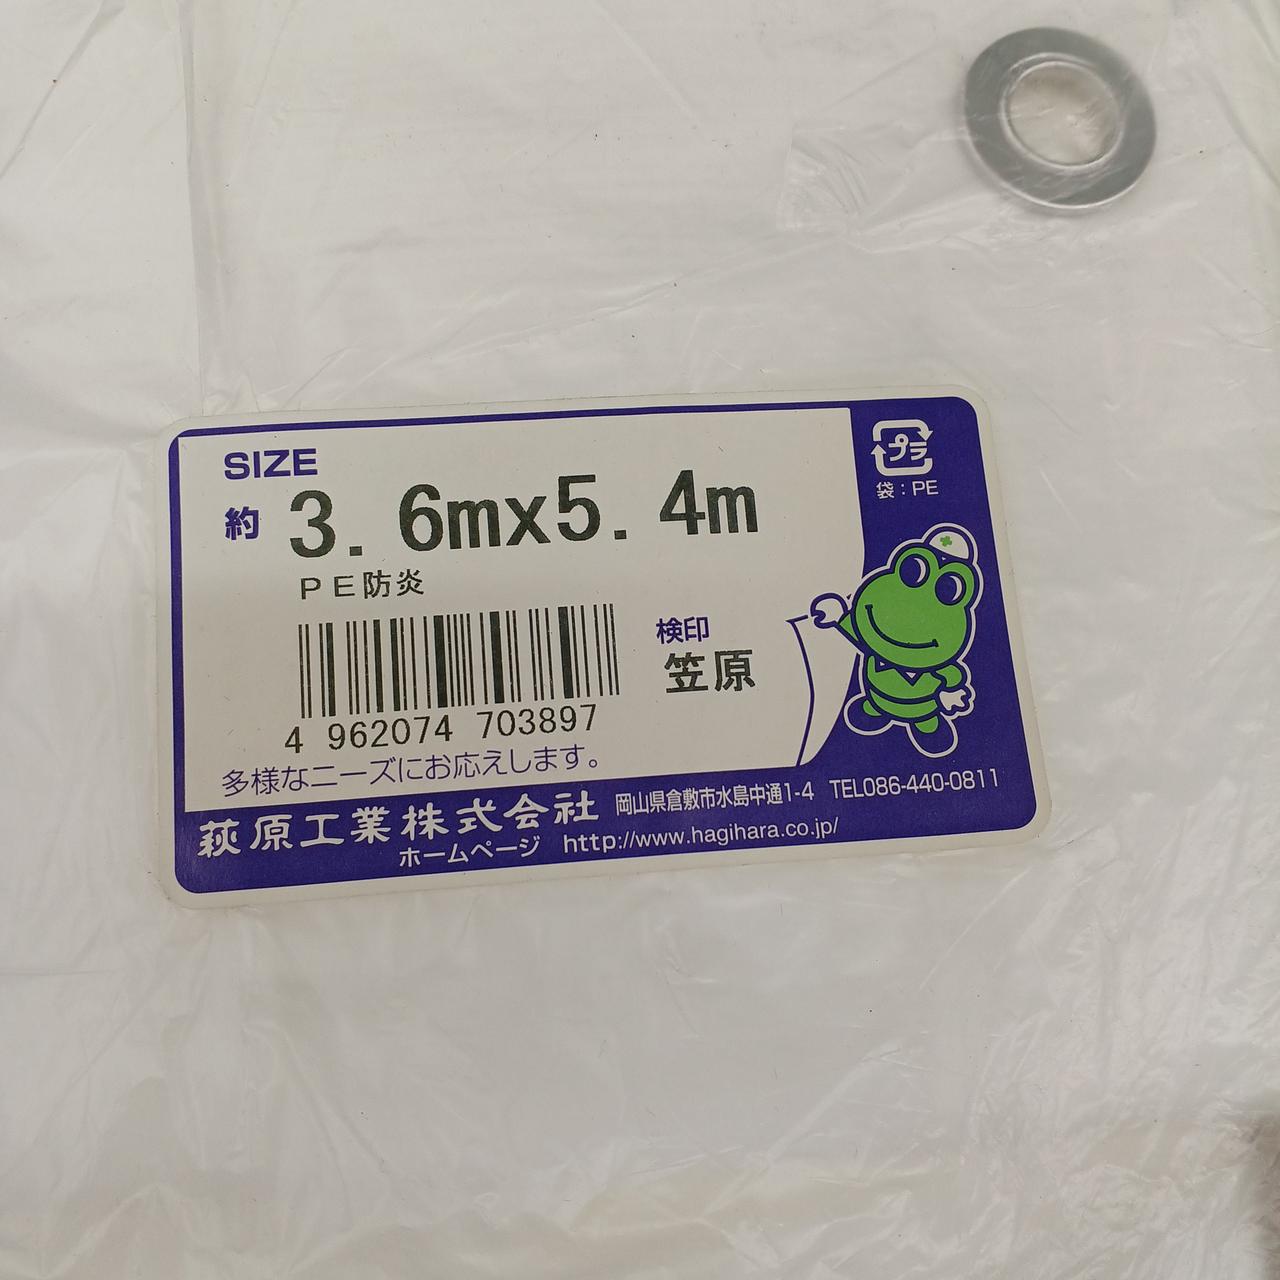 SIZE
約 3.6mx5.4m
PE防炎
検印
笠原
4 962074 703897
多様なニーズにお応えします。
萩原工業株式会社 岡山県倉敷市水島中通1-4 TEL086-440-0811
ホームページ http://www.hagihara.co.jp/
プラ
袋:PE